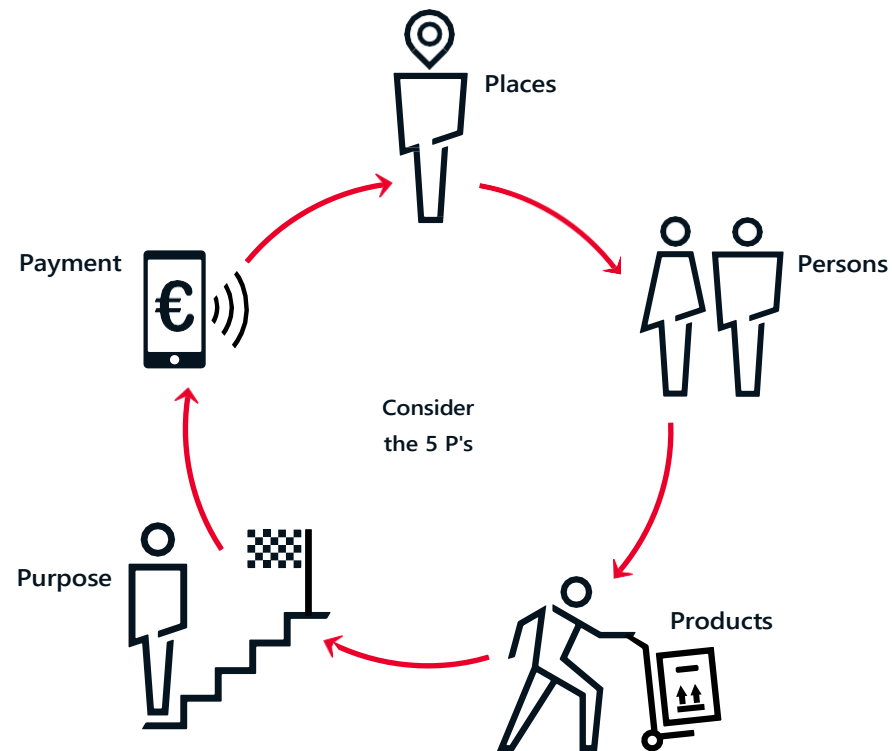 Places
Persons
Products
Purpose
Payment
€
Consider
the 5 P's